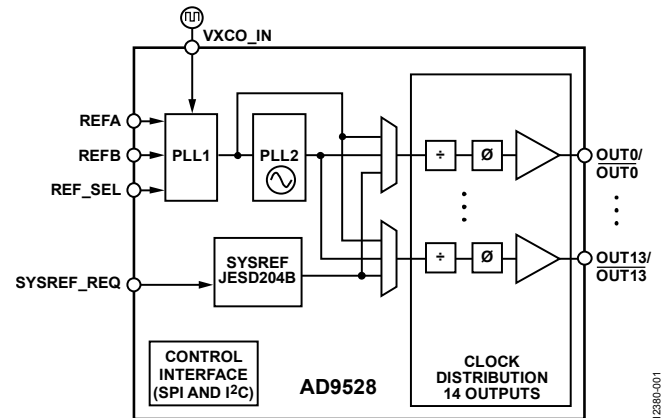 VXCO_IN
REFA
REFB
REF_SEL
PLL1
PLL2
÷
Ø
OUT0/
OUT0
SYSREF_REQ
SYSREF
JESD204B
÷
Ø
OUT13/
OUT13
CONTROL
INTERFACE
(SPI AND I²C)
AD9528
CLOCK
DISTRIBUTION
14 OUTPUTS
12380-001